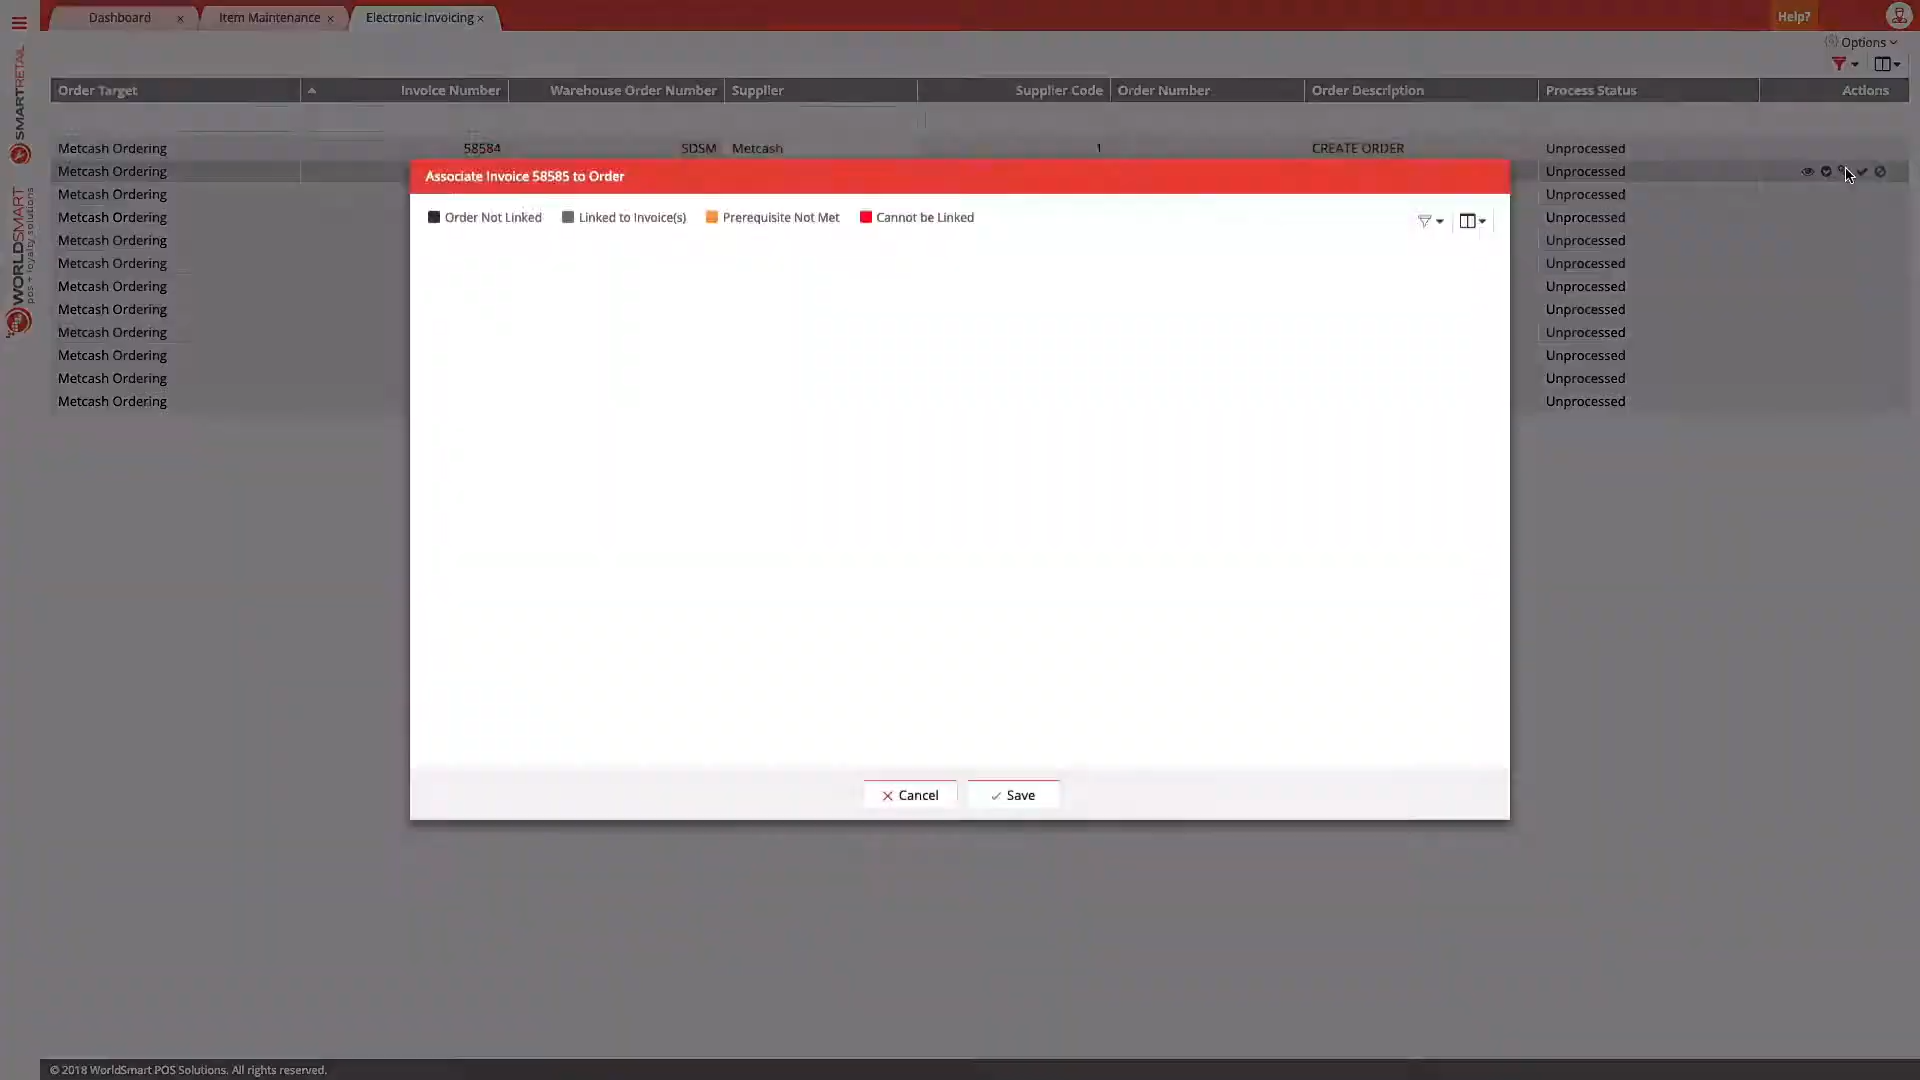 Dashboard × Item Maintenance × Electronic Invoicing × Help?
Options
SMARTRETAIL
WORLDSMART
pos + loyalty solutions
Order Target Invoice Number Warehouse Order Number Supplier Supplier Code Order Number Order Description Process Status Actions
Metcash Ordering 58584 SDSM Metcash 1 CREATE ORDER Unprocessed
Metcash Ordering Unprocessed
Metcash Ordering Unprocessed
Metcash Ordering Unprocessed
Metcash Ordering Unprocessed
Metcash Ordering Unprocessed
Metcash Ordering Unprocessed
Metcash Ordering Unprocessed
Metcash Ordering Unprocessed
Metcash Ordering Unprocessed
Metcash Ordering Unprocessed
Metcash Ordering Unprocessed
Associate Invoice 58585 to Order
Order Not Linked Linked to Invoice(s) Prerequisite Not Met Cannot be Linked
Cancel Save
© 2018 WorldSmart POS Solutions. All rights reserved.